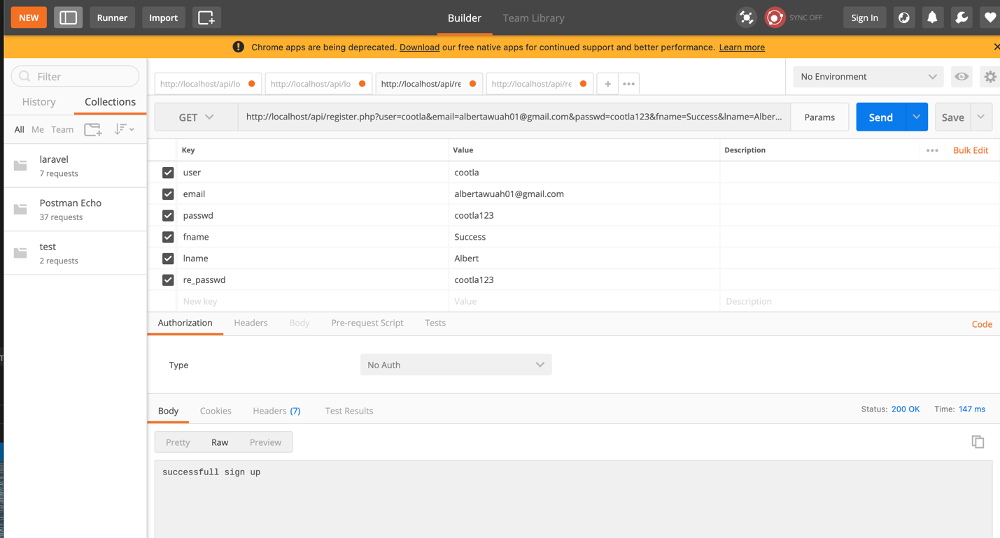 NEW Runner Import Builder Team Library SYNC OFF Sign In
Chrome apps are being deprecated. Download our free native apps for continued support and better performance. Learn more
Filter
History Collections
All Me Team
laravel
7 requests
Postman Echo
37 requests
test
2 requests
http://localhost/api/lo http://localhost/api/lo http://localhost/api/re http://localhost/api/re + ••• No Environment
GET http://localhost/api/register.php?user=cootla&email=albertawuah01@gmail.com&passwd=cootla123&fname=Success&lname=Alber... Params Send Save
Key Value Description ••• Bulk Edit
user cootla
email albertawuah01@gmail.com
passwd cootla123
fname Success
lname Albert
re_passwd cootla123
New key Value Description
Authorization Headers Body Pre-request Script Tests Code
Type No Auth
Body Cookies Headers (7) Test Results Status: 200 OK Time: 147 ms
Pretty Raw Preview
successfull sign up